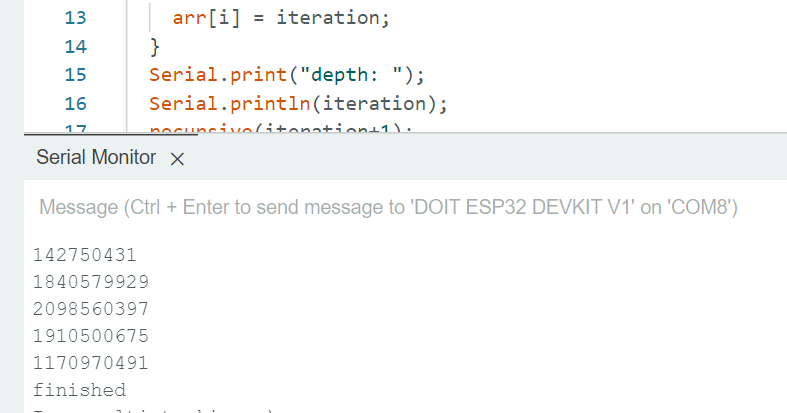 13 arr[i] = iteration;
14 }
15 Serial.print("depth: ");
16 Serial.println(iteration);
17 recursive(iteration+1);
Serial Monitor ×
Message (Ctrl + Enter to send message to 'DOIT ESP32 DEVKIT V1' on 'COM8')
142750431
1840579929
2098560397
1910500675
1170970491
finished